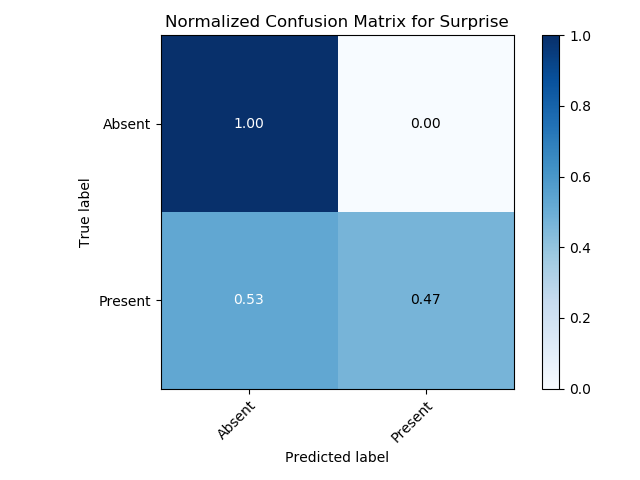 Normalized Confusion Matrix for Surprise
True label
Absent
1.00
0.00
Present
0.53
0.47
Absent
Present
Predicted label
1.0
0.8
0.6
0.4
0.2
0.0